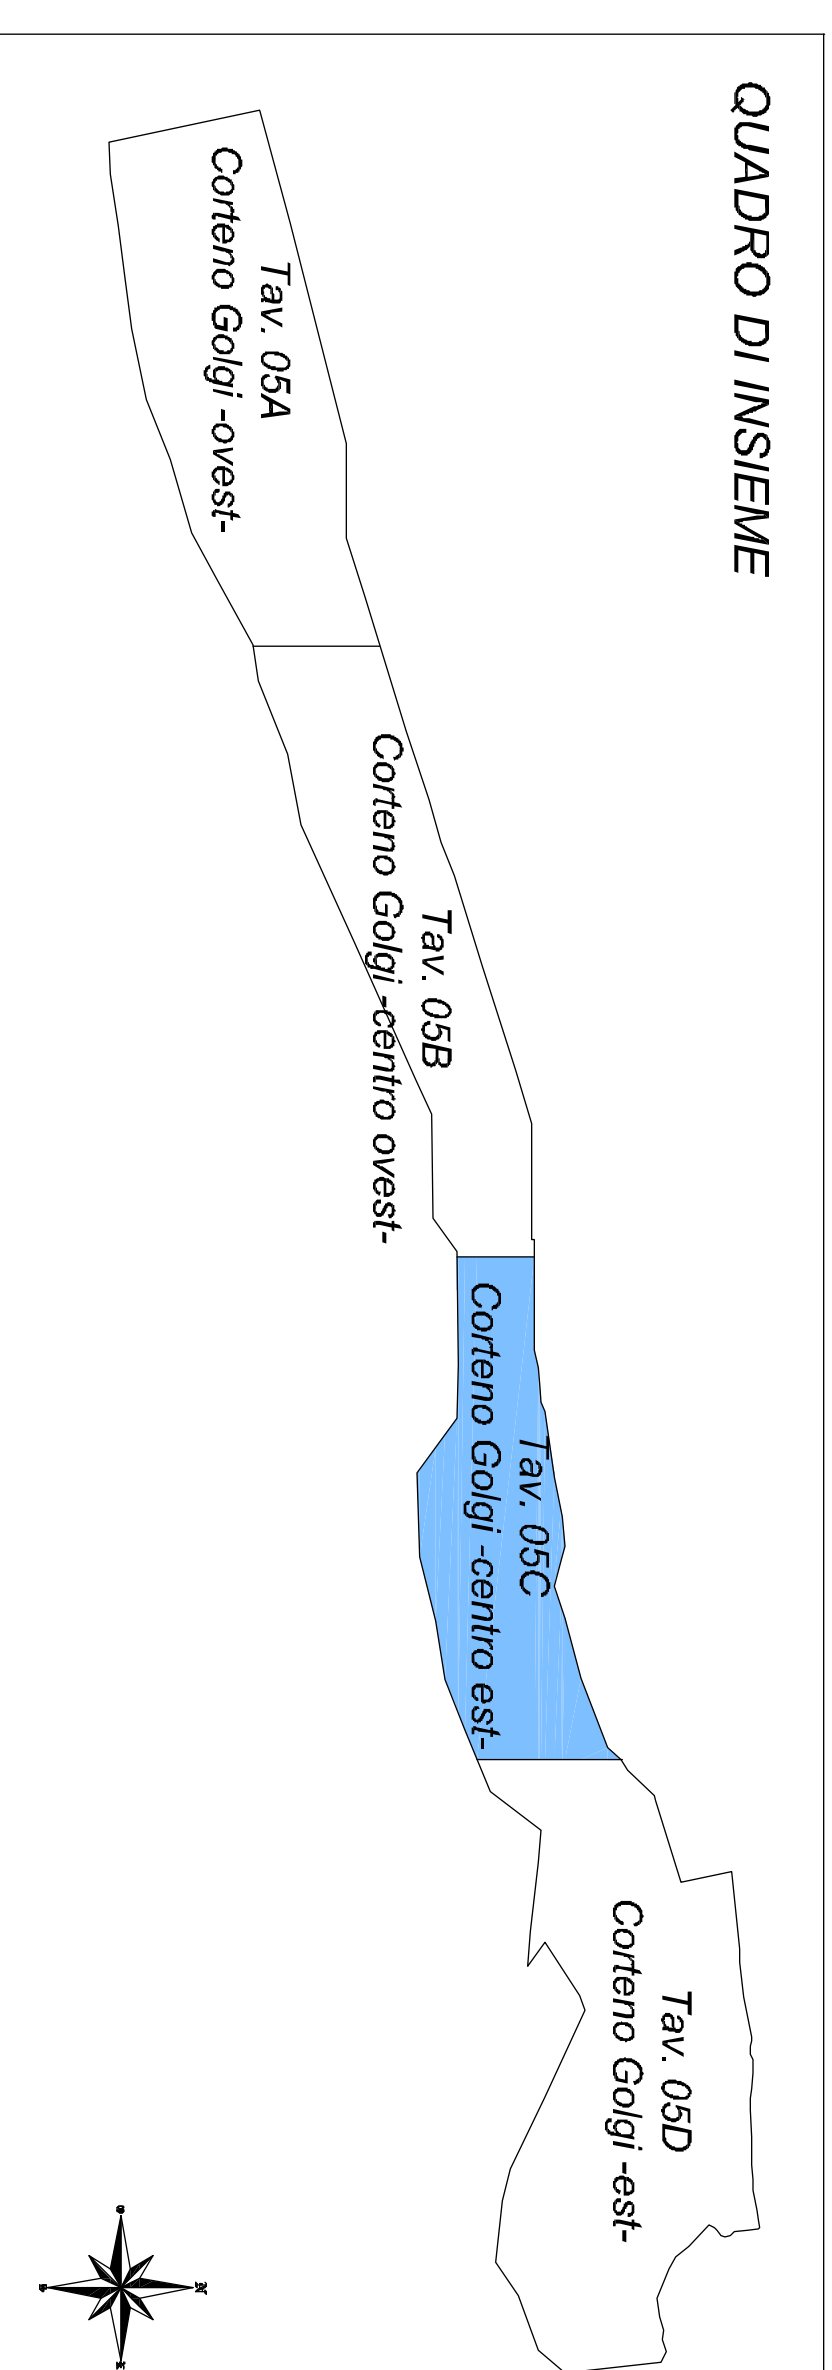 QUADRO DI INSIEME
Tav. 05A
Corteno Golgi -ovest-
Tav. 05B
Corteno Golgi -centro ovest-
Tav. 05C
Corteno Golgi -centro est-
Tav. 05D
Corteno Golgi -est-
N